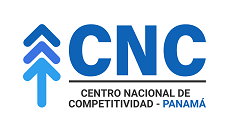 CNC
CENTRO NACIONAL DE
COMPETITIVIDAD - PANAMÁ